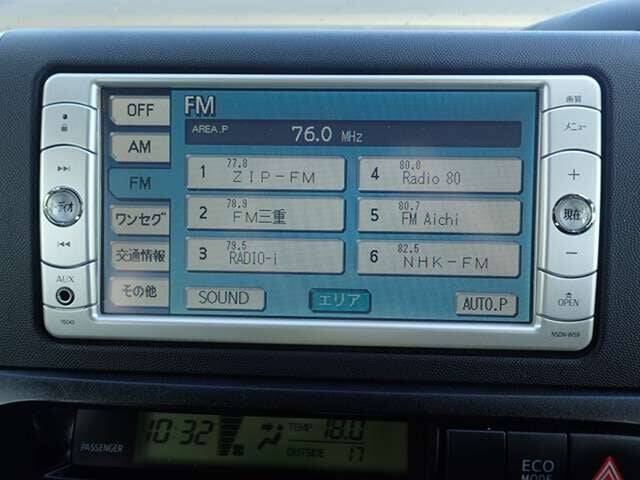 画質
メニュー
OFF
FM
AREA.P
76.0 MHz
AM
FM
ワンセグ
交通情報
その他
1 77.8 ZIP-FM
4 80.0 Radio 80
2 78.9 FM三重
5 80.7 FM Aichi
3 79.5 RADIO-i
6 82.5 NHK-FM
SOUND
エリア
AUTO.P
現在
AUX
OPEN
NSDN-W59
PASSENGER
10:32
TEMP 18.0
OUTSIDE 17
ECO
MODE